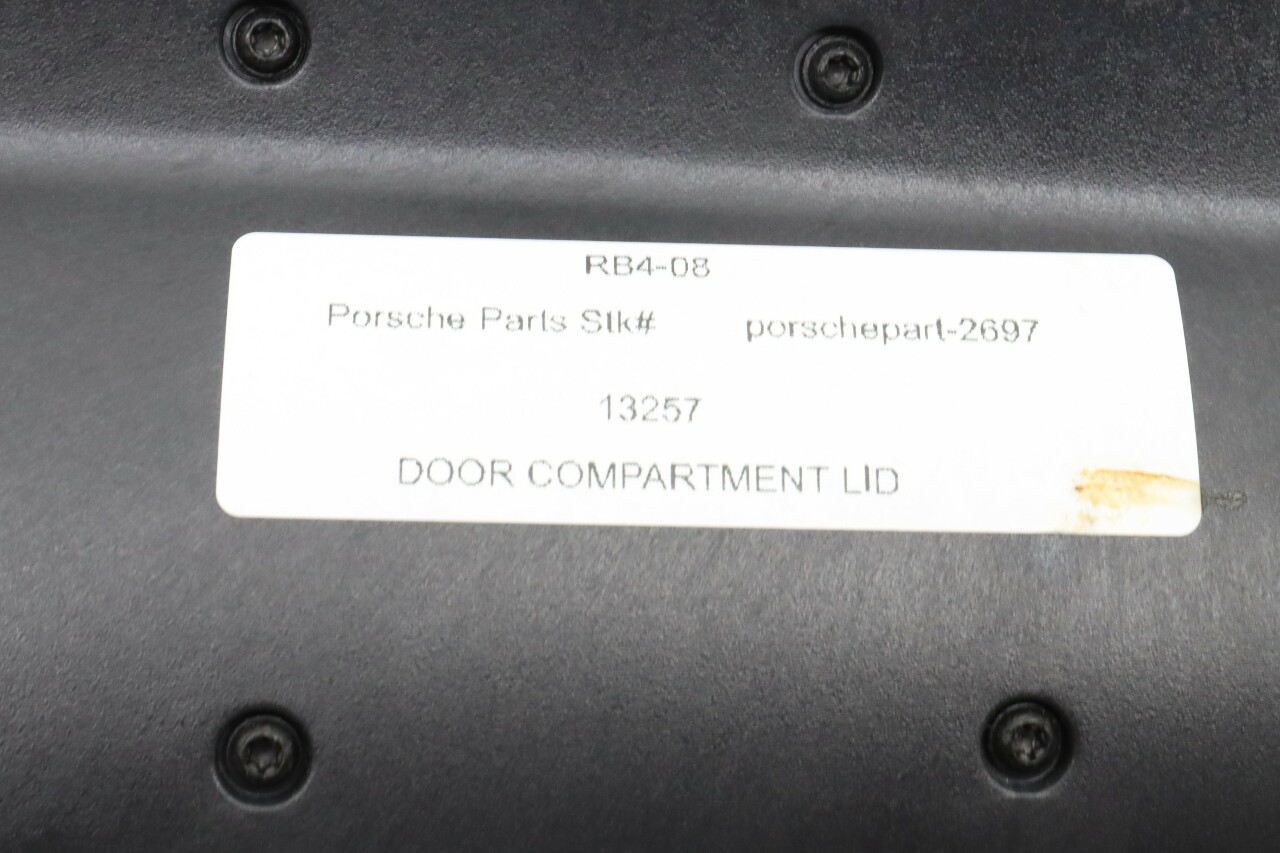 RB4-08
Porsche Parts Stk# porschepart-2697
13257
DOOR COMPARTMENT LID